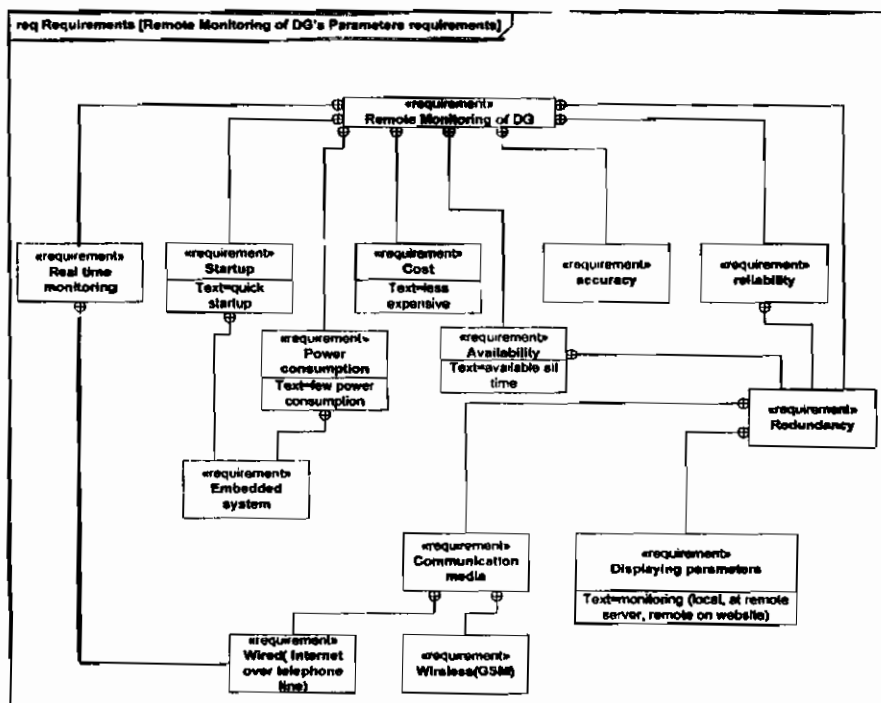 req Requirements [Remote Monitoring of DG's Parameters requirements]
«requirement»
Remote Monitoring of DG
«requirement»
Real time
monitoring
«requirement»
Startup
Text=quick
startup
«requirement»
Cost
Text=less
expensive
«requirement»
accuracy
«requirement»
reliability
«requirement»
Power
consumption
Text=few power
consumption
«requirement»
Availability
Text=available all
time
«requirement»
Redundancy
«requirement»
Embedded
system
«requirement»
Communication
media
«requirement»
Displaying parameters
Text=monitoring (local, at remote
server, remote on website)
«requirement»
Wired( Internet
over telephone
line)
«requirement»
Wireless(GSM)